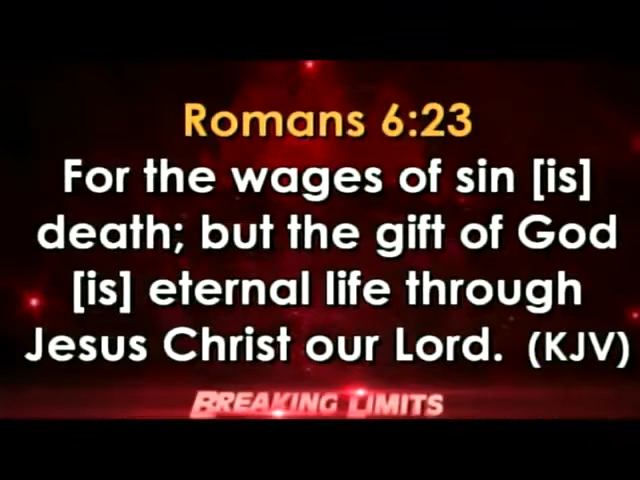 Romans 6:23
For the wages of sin [is]
death; but the gift of God
[is] eternal life through
Jesus Christ our Lord. (KJV)
BREAKING LIMITS